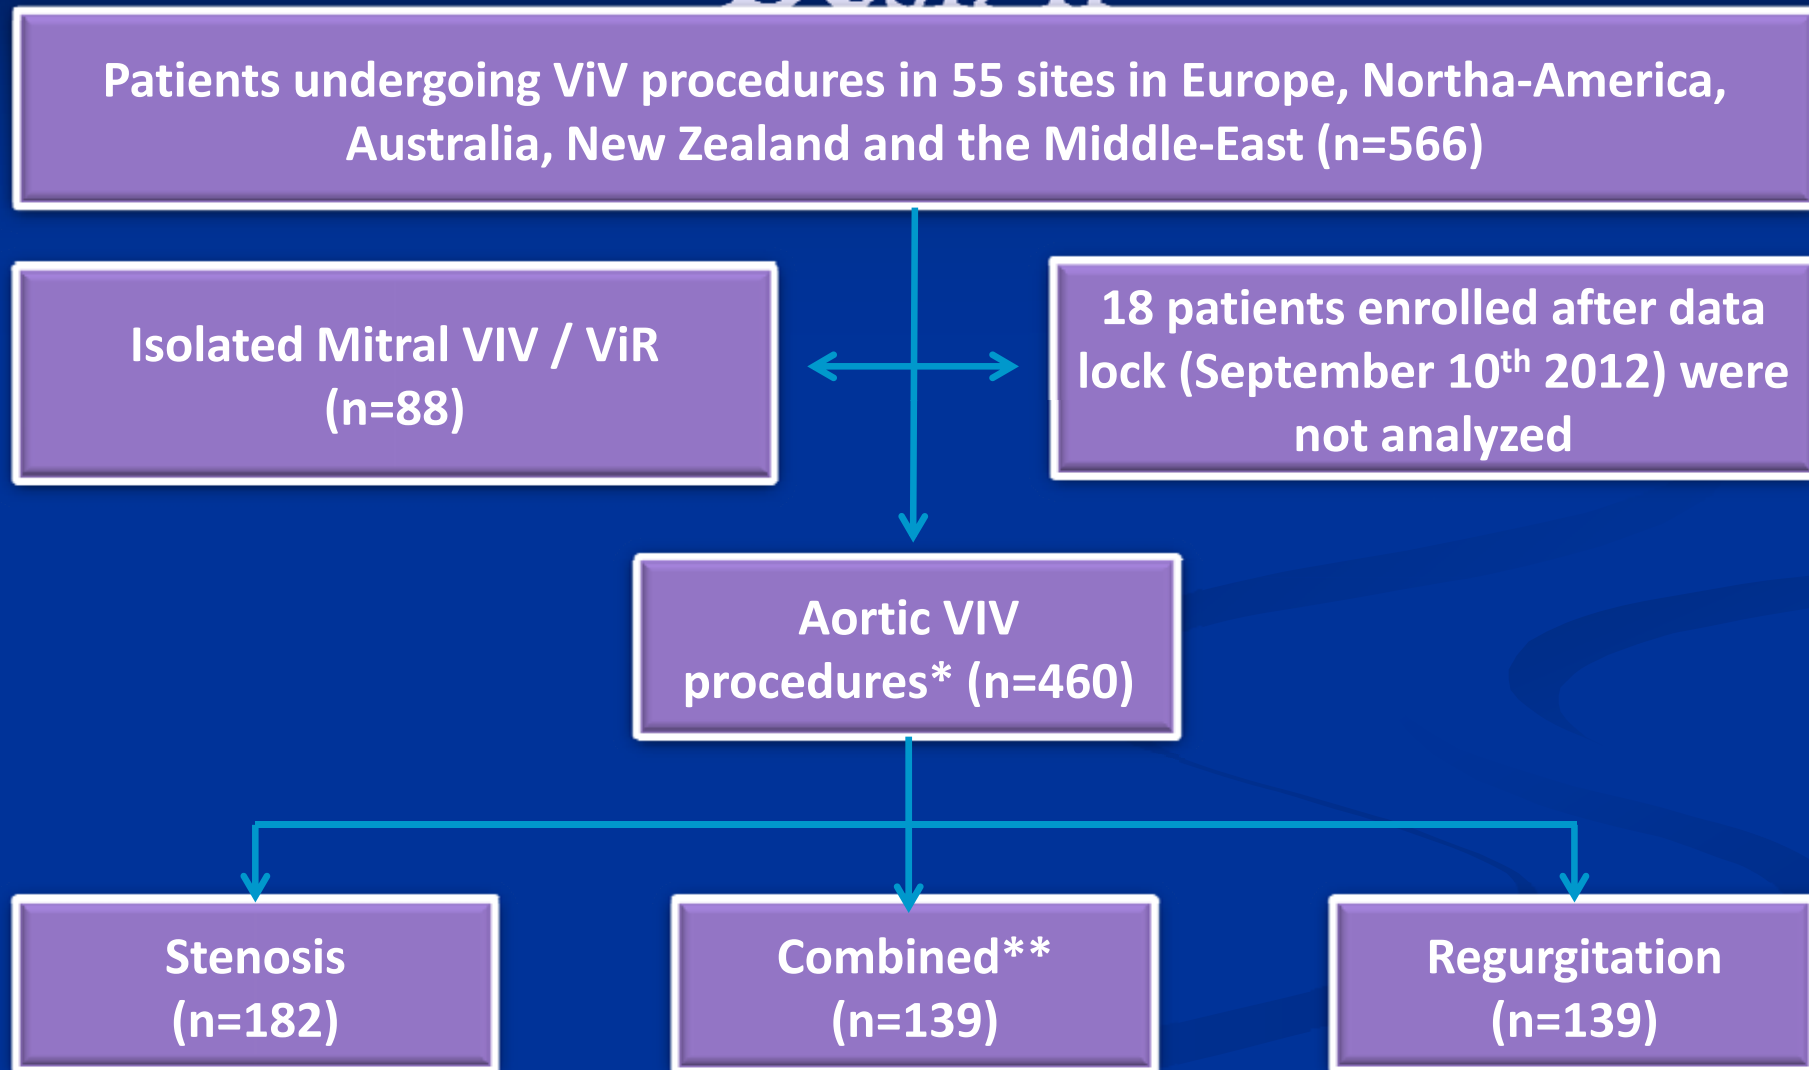 Patients undergoing ViV procedures in 55 sites in Europe, Northa-America,
Australia, New Zealand and the Middle-East (n=566)
Isolated Mitral VIV / ViR
(n=88)
18 patients enrolled after data
lock (September 10th 2012) were
not analyzed
Aortic VIV
procedures* (n=460)
Stenosis
(n=182)
Combined**
(n=139)
Regurgitation
(n=139)